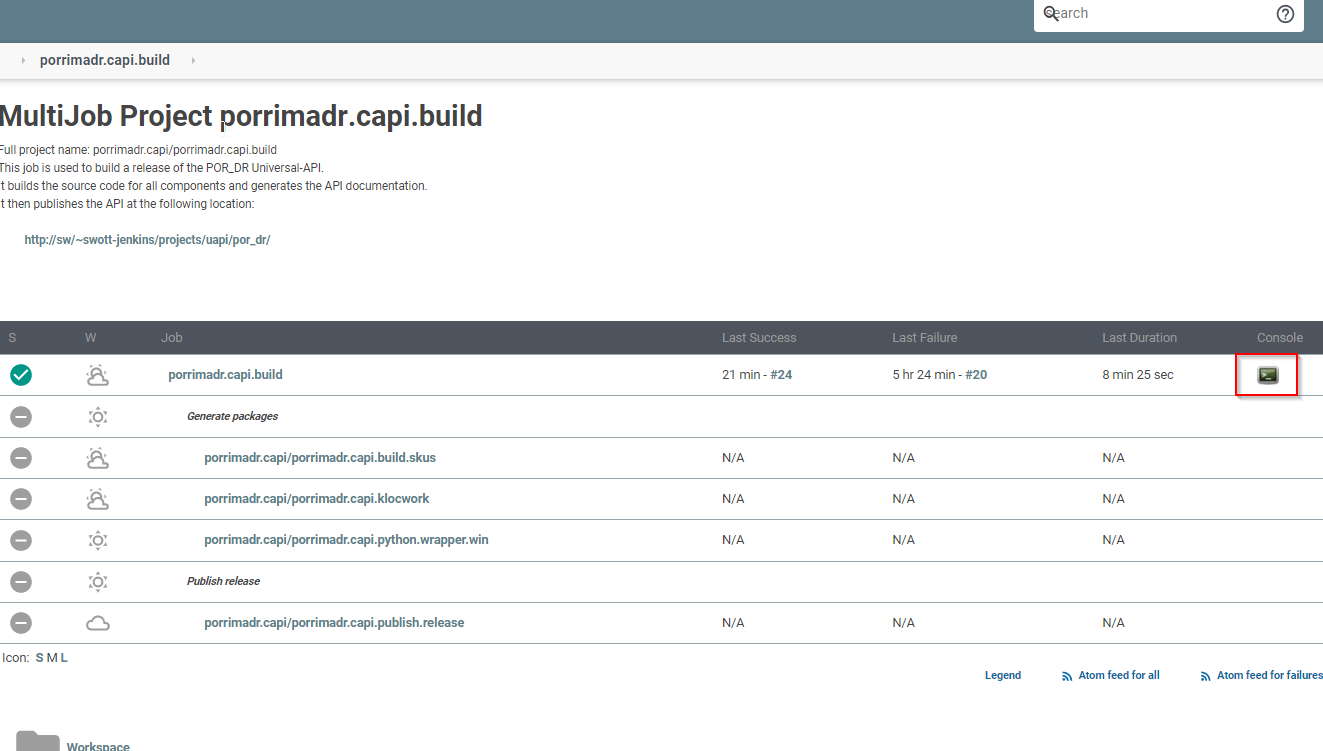 search
porrimadr.capi.build
MultiJob Project porrimadr.capi.build
Full project name: porrimadr.capi/porrimadr.capi.build
This job is used to build a release of the POR_DR Universal-API.
t builds the source code for all components and generates the API documentation.
t then publishes the API at the following location:
http://sw/~swott-jenkins/projects/uapi/por_dr/
S W Job Last Success Last Failure Last Duration Console
porrimadr.capi.build 21 min - #24 5 hr 24 min - #20 8 min 25 sec
Generate packages
porrimadr.capi/porrimadr.capi.build.skus N/A N/A N/A
porrimadr.capi/porrimadr.capi.klocwork N/A N/A N/A
porrimadr.capi/porrimadr.capi.python.wrapper.win N/A N/A N/A
Publish release
porrimadr.capi/porrimadr.capi.publish.release N/A N/A N/A
Icon: S M L
Legend Atom feed for all Atom feed for failures
Workspace